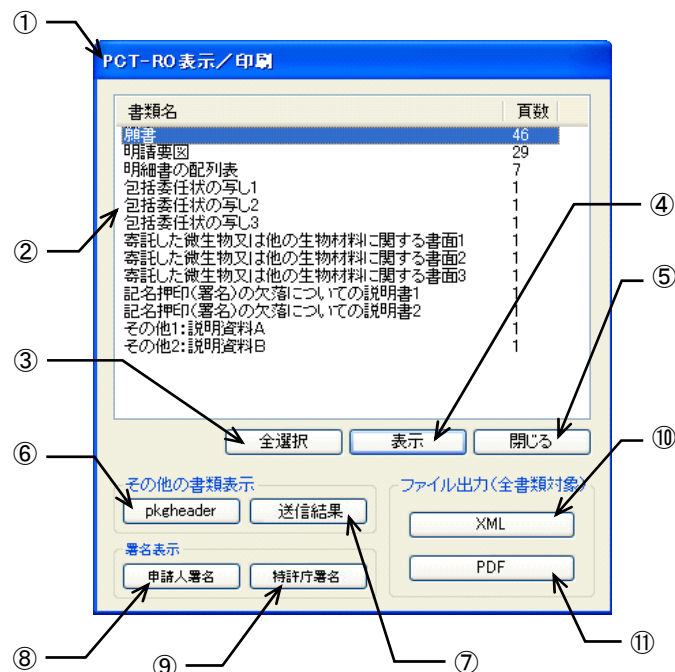 ①
PCT-RO表示／印刷
書類名 頁数
願書 46
明請要図 29
明細書の配列表 7
包括委任状の写し1 1
包括委任状の写し2 1
包括委任状の写し3 1
寄託した微生物又は他の生物材料に関する書面1 1
寄託した微生物又は他の生物材料に関する書面2 1
寄託した微生物又は他の生物材料に関する書面3 1
記名押印(署名)の欠落についての説明書1 1
記名押印(署名)の欠落についての説明書2 1
その他1:説明資料A 1
その他2:説明資料B 1
②
④
⑤
③
全選択 表示 閉じる
⑩
⑥
その他の書類表示 ファイル出力(全書類対象)
pkgheader 送信結果 XML
署名表示
申請人署名 特許庁署名 PDF
⑧ ⑨ ⑦ ⑪